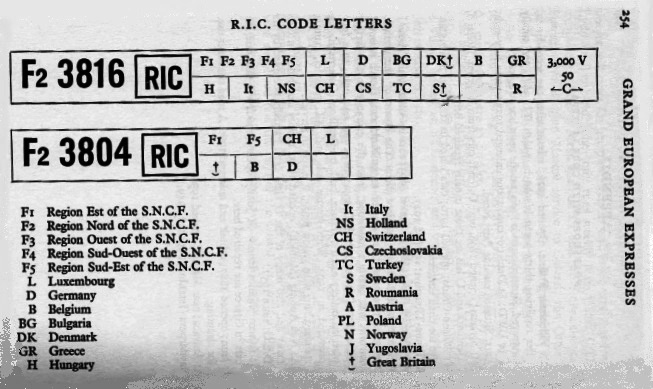 R.I.C. CODE LETTERS
254
GRAND EUROPEAN EXPRESSES
F2 3816 RIC
F1 F2 F3 F4 F5 L D BG DK† B GR
H It NS CH CS TC S† R
3,000 V
50
C
F2 3804 RIC
F1 F5 CH L
† B D
F1 Region Est of the S.N.C.F.
F2 Region Nord of the S.N.C.F.
F3 Region Ouest of the S.N.C.F.
F4 Region Sud-Ouest of the S.N.C.F.
F5 Region Sud-Est of the S.N.C.F.
L Luxembourg
D Germany
B Belgium
BG Bulgaria
DK Denmark
GR Greece
H Hungary
It Italy
NS Holland
CH Switzerland
CS Czechoslovakia
TC Turkey
S Sweden
R Roumania
A Austria
PL Poland
N Norway
J Yugoslavia
† Great Britain